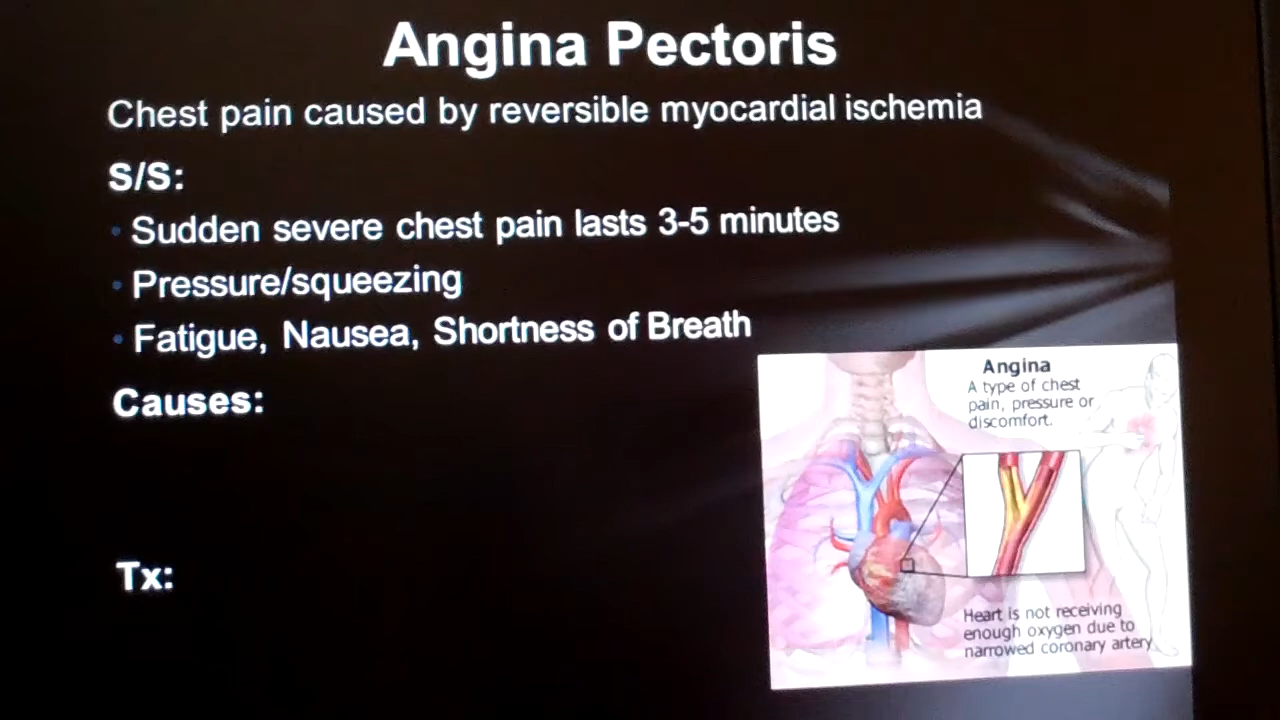 Angina Pectoris
Chest pain caused by reversible myocardial ischemia
S/S:
• Sudden severe chest pain lasts 3-5 minutes
• Pressure/squeezing
• Fatigue, Nausea, Shortness of Breath
Causes:
Tx:
Angina
A type of chest
pain, pressure or
discomfort.
Heart is not receiving
enough oxygen due to
narrowed coronary artery